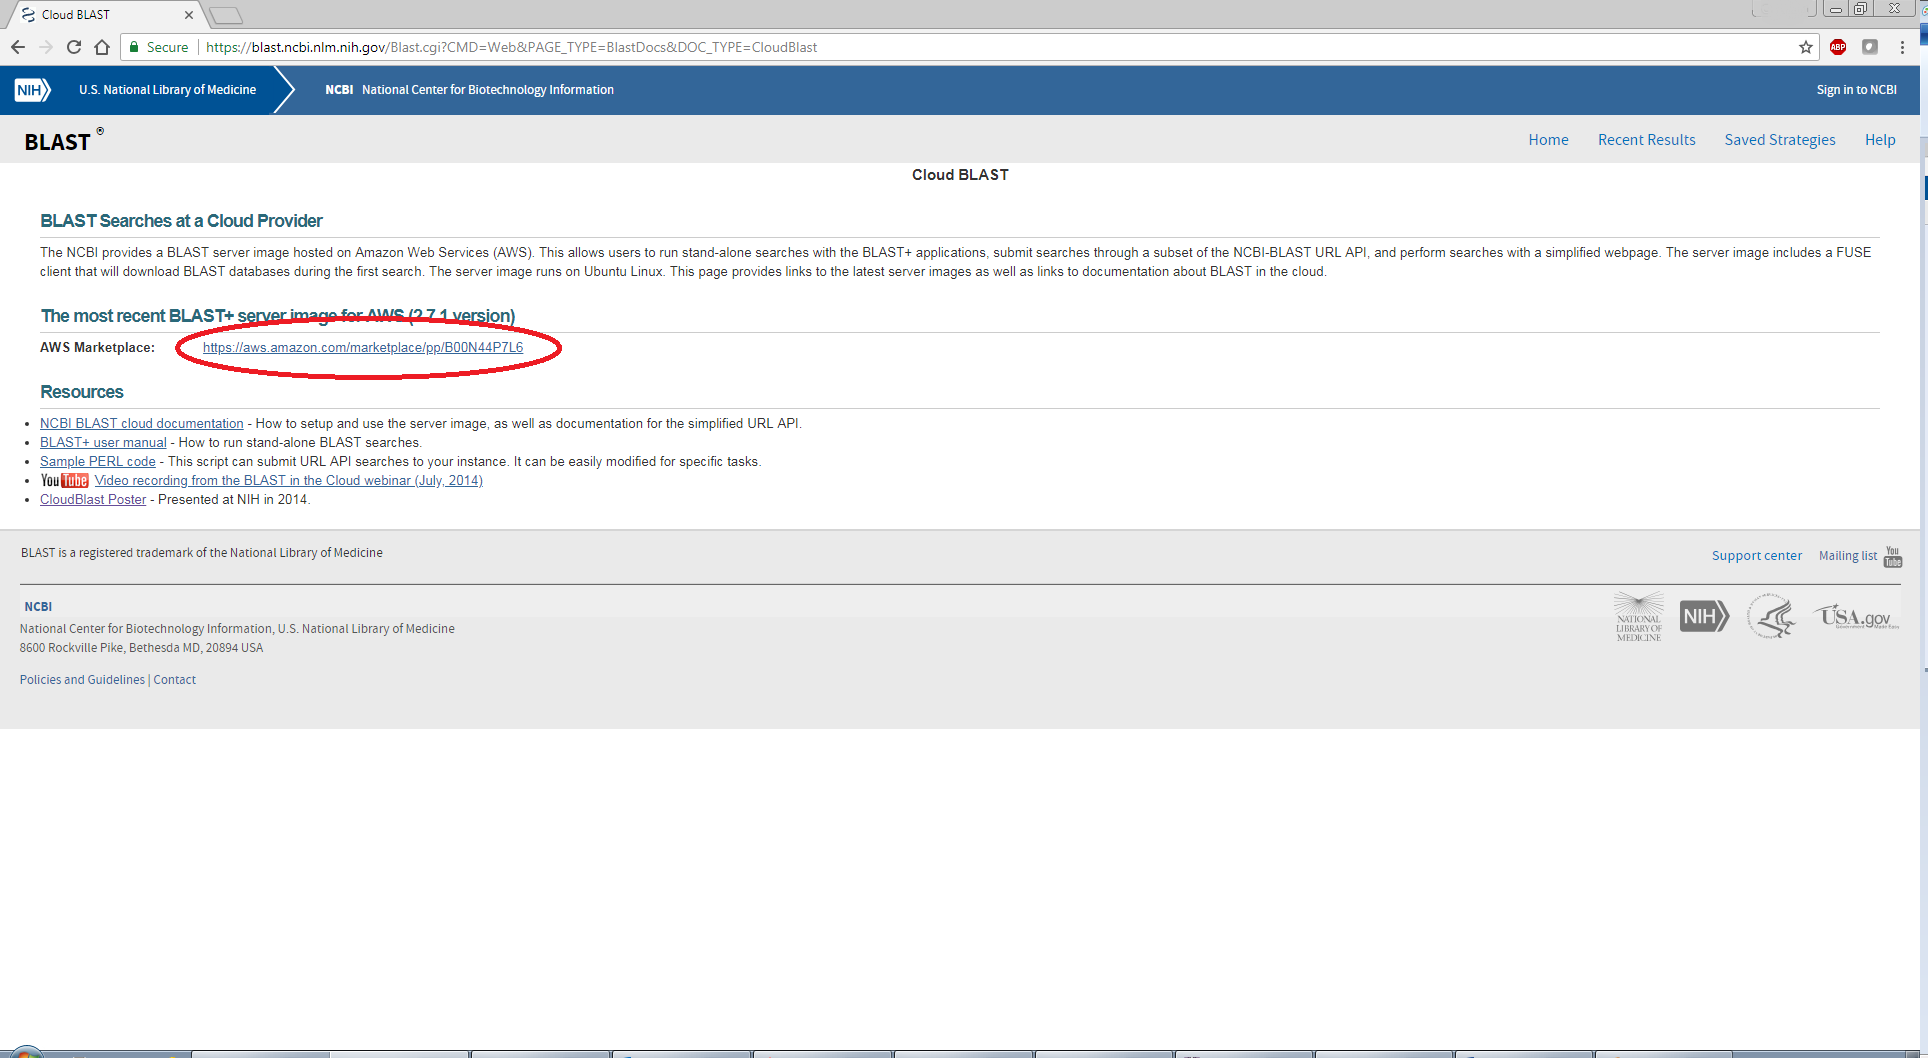 Cloud BLAST
Secure https://blast.ncbi.nlm.nih.gov/Blast.cgi?CMD=Web&PAGE_TYPE=BlastDocs&DOC_TYPE=CloudBlast
ABP
NIH U.S. National Library of Medicine NCBI National Center for Biotechnology Information Sign in to NCBI
BLAST ® Home Recent Results Saved Strategies Help
Cloud BLAST
BLAST Searches at a Cloud Provider
The NCBI provides a BLAST server image hosted on Amazon Web Services (AWS). This allows users to run stand-alone searches with the BLAST+ applications, submit searches through a subset of the NCBI-BLAST URL API, and perform searches with a simplified webpage. The server image includes a FUSE
client that will download BLAST databases during the first search. The server image runs on Ubuntu Linux. This page provides links to the latest server images as well as links to documentation about BLAST in the cloud.
The most recent BLAST+ server image for AWS (2.7.1 version)
AWS Marketplace: https://aws.amazon.com/marketplace/pp/B00N44P7L6
Resources
• NCBI BLAST cloud documentation - How to setup and use the server image, as well as documentation for the simplified URL API.
• BLAST+ user manual - How to run stand-alone BLAST searches.
• Sample PERL code - This script can submit URL API searches to your instance. It can be easily modified for specific tasks.
• YouTube Video recording from the BLAST in the Cloud webinar (July, 2014)
• CloudBlast Poster - Presented at NIH in 2014.
BLAST is a registered trademark of the National Library of Medicine
Support center Mailing list You Tube
NCBI
National Center for Biotechnology Information, U.S. National Library of Medicine
8600 Rockville Pike, Bethesda MD, 20894 USA
Policies and Guidelines | Contact
NATIONAL
LIBRARY OF
MEDICINE
NIH
USA.gov